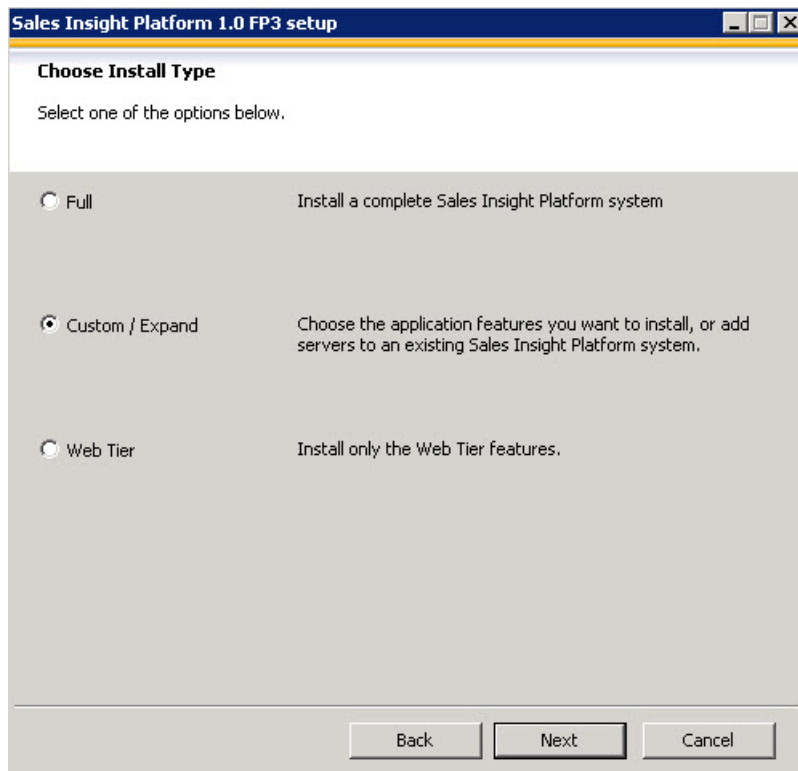 Sales Insight Platform 1.0 FP3 setup
Choose Install Type
Select one of the options below.
Full
Install a complete Sales Insight Platform system
Custom / Expand
Choose the application features you want to install, or add
servers to an existing Sales Insight Platform system.
Web Tier
Install only the Web Tier features.
Back
Next
Cancel